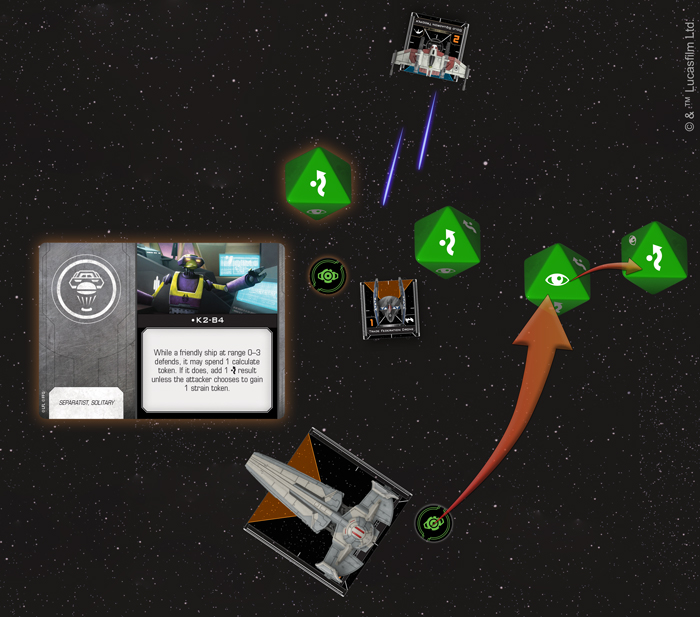 © & ™ Lucasfilm Ltd.
2
•K2-B4
While a friendly ship at range 0–3
defends, it may spend 1 calculate
token. If it does, add 1 result
unless the attacker chooses to gain
1 strain token.
SEPARATIST, SOLITARY
1
TRADE FEDERATION DRONE